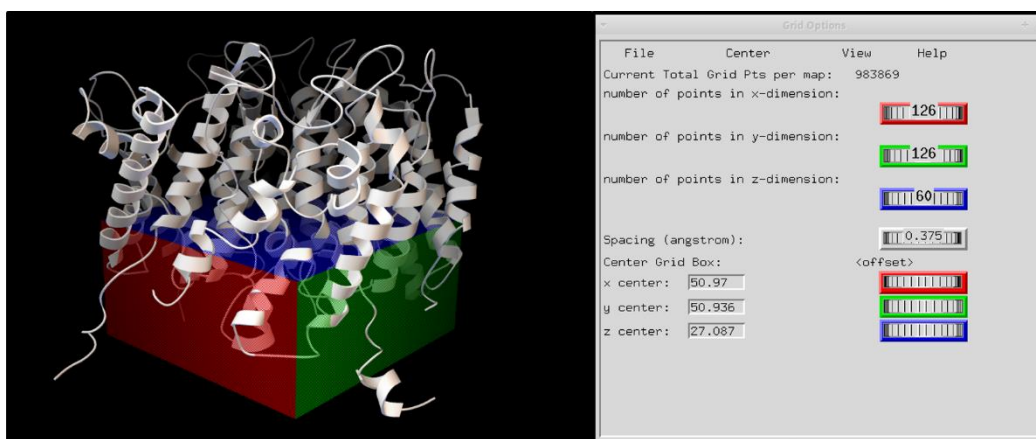 Grid Options
File Center View Help
Current Total Grid Pts per map: 983869
number of points in x-dimension:
126
number of points in y-dimension:
126
number of points in z-dimension:
60
Spacing (angstrom): 0.375
Center Grid Box: <offset>
x center: 50.97
y center: 50.936
z center: 27.087